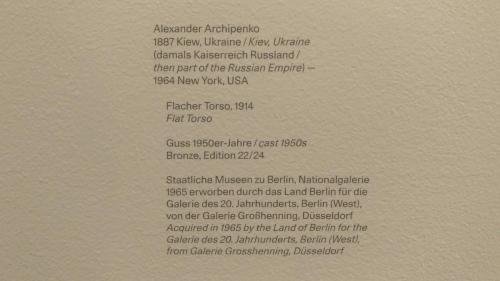 Alexander Archipenko
1887 Kiew, Ukraine / Kiev, Ukraine
(damals Kaiserreich Russland /
then part of the Russian Empire) —
1964 New York, USA
Flacher Torso, 1914
Flat Torso
Guss 1950er-Jahre / cast 1950s
Bronze, Edition 22/24
Staatliche Museen zu Berlin, Nationalgalerie
1965 erworben durch das Land Berlin für die
Galerie des 20. Jahrhunderts, Berlin (West),
von der Galerie Großhenning, Düsseldorf
Acquired in 1965 by the Land of Berlin for the
Galerie des 20. Jahrhunderts, Berlin (West),
from Galerie Grosshenning, Düsseldorf